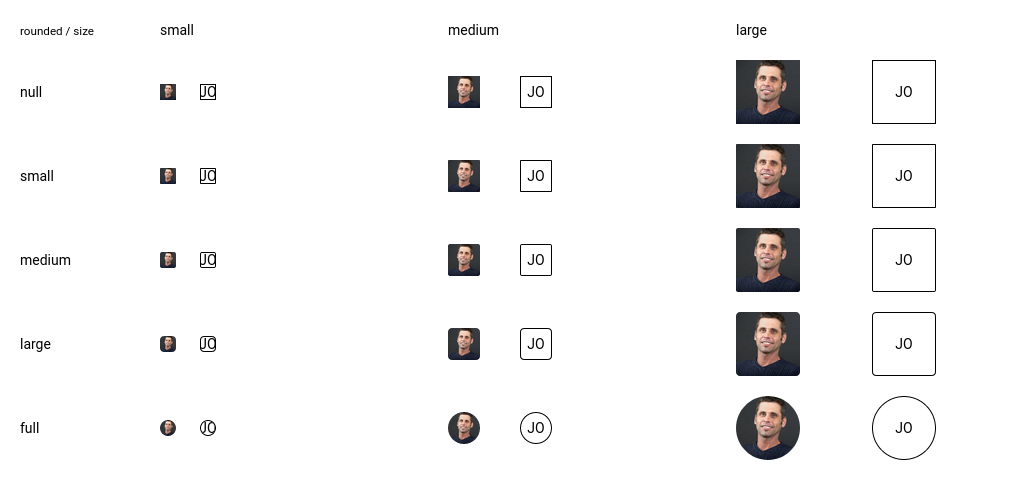 rounded / size small medium large
null JO JO JO
small JO JO JO
medium JO JO JO
large JO JO JO
full JO JO JO